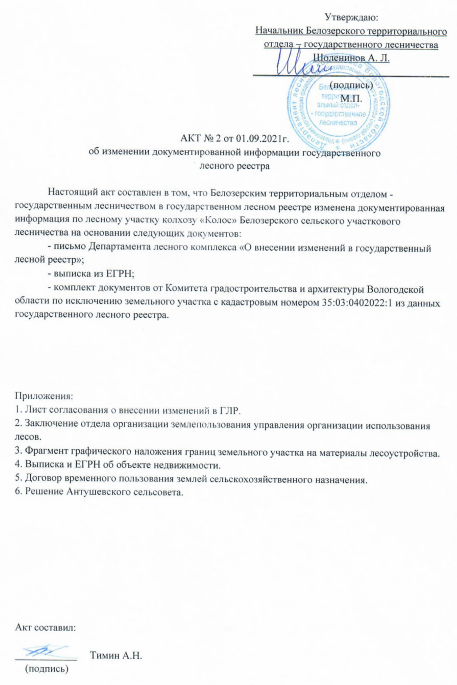 Утверждаю:
Начальник Белозерского территориального
отдела – государственного лесничества
Шоленинов А. Л.
(подпись)
М.П.
Белозерский
территори-
альный отдел
- государственное
лесничество
АКТ № 2 от 01.09.2021г.
об изменении документированной информации государственного
лесного реестра
Настоящий акт составлен в том, что Белозерским территориальным отделом -
государственным лесничеством в государственном лесном реестре изменена документированная
информация по лесному участку колхозу «Колос» Белозерского сельского участкового
лесничества на основании следующих документов:
- письмо Департамента лесного комплекса «О внесении изменений в государственный
лесной реестр»;
- выписка из ЕГРН;
- комплект документов от Комитета градостроительства и архитектуры Вологодской
области по исключению земельного участка с кадастровым номером 35:03:0402022:1 из данных
государственного лесного реестра.
Приложения:
1. Лист согласования о внесении изменений в ГЛР.
2. Заключение отдела организации землепользования управления организации использования
лесов.
3. Фрагмент графического наложения границ земельного участка на материалы лесоустройства.
4. Выписка и ЕГРН об объекте недвижимости.
5. Договор временного пользования землей сельскохозяйственного назначения.
6. Решение Антушевского сельсовета.
Акт составил:
Тимин А.Н.
(подпись)